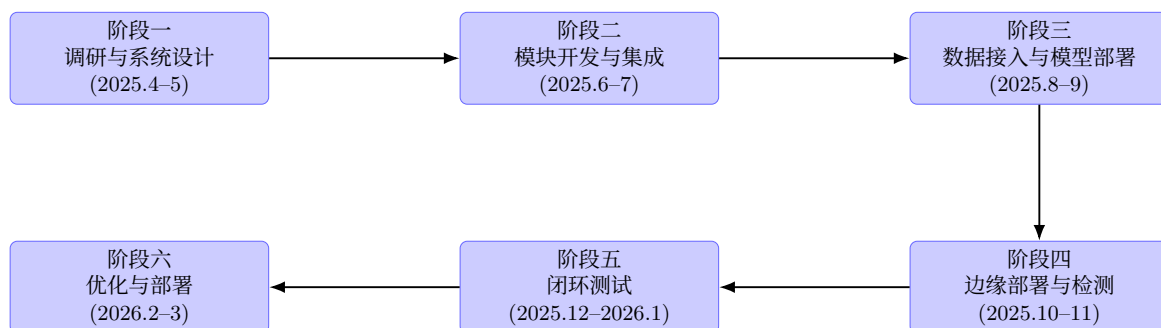 阶段一
调研与系统设计
(2025.4–5)
阶段二
模块开发与集成
(2025.6–7)
阶段三
数据接入与模型部署
(2025.8–9)
阶段四
边缘部署与检测
(2025.10–11)
阶段五
闭环测试
(2025.12–2026.1)
阶段六
优化与部署
(2026.2–3)